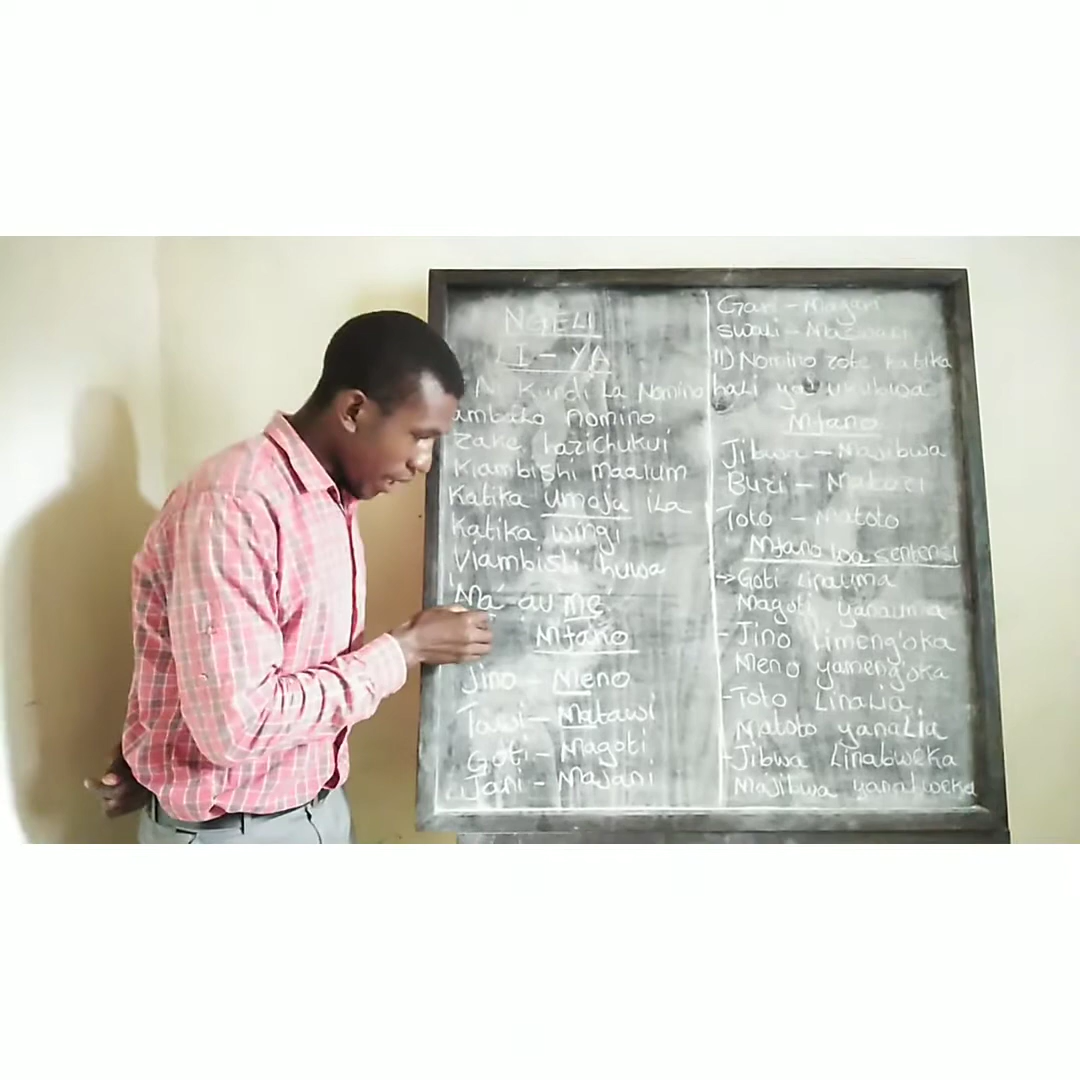 NGELI
LI - YA
Ni Kundi La Nomino
ambalo nomino
zake hazichukui
Kiambishi maalum
Katika umoja ila
Katika wingi
Viambishi huwa
'Ma' au 'me'
Mfano
Jino - Meno
Tawi - Matawi
Goti - Magoti
Jani - Majani
Gari - Magari
Swali - Maswali
II) Nomino zote katika
hali ya ukubwa
Mfano
Jibwa - Majibwa
Buzi - 
Toto - Matoto
Mfano wa sentensi
→ Goti linauma
Magoti yanauma
- Jino Limeng'oka
Meno yameng'oka
- Toto Linalia
Matoto yanaLia
- Jibwa Linabweka
Majibwa yanabweka